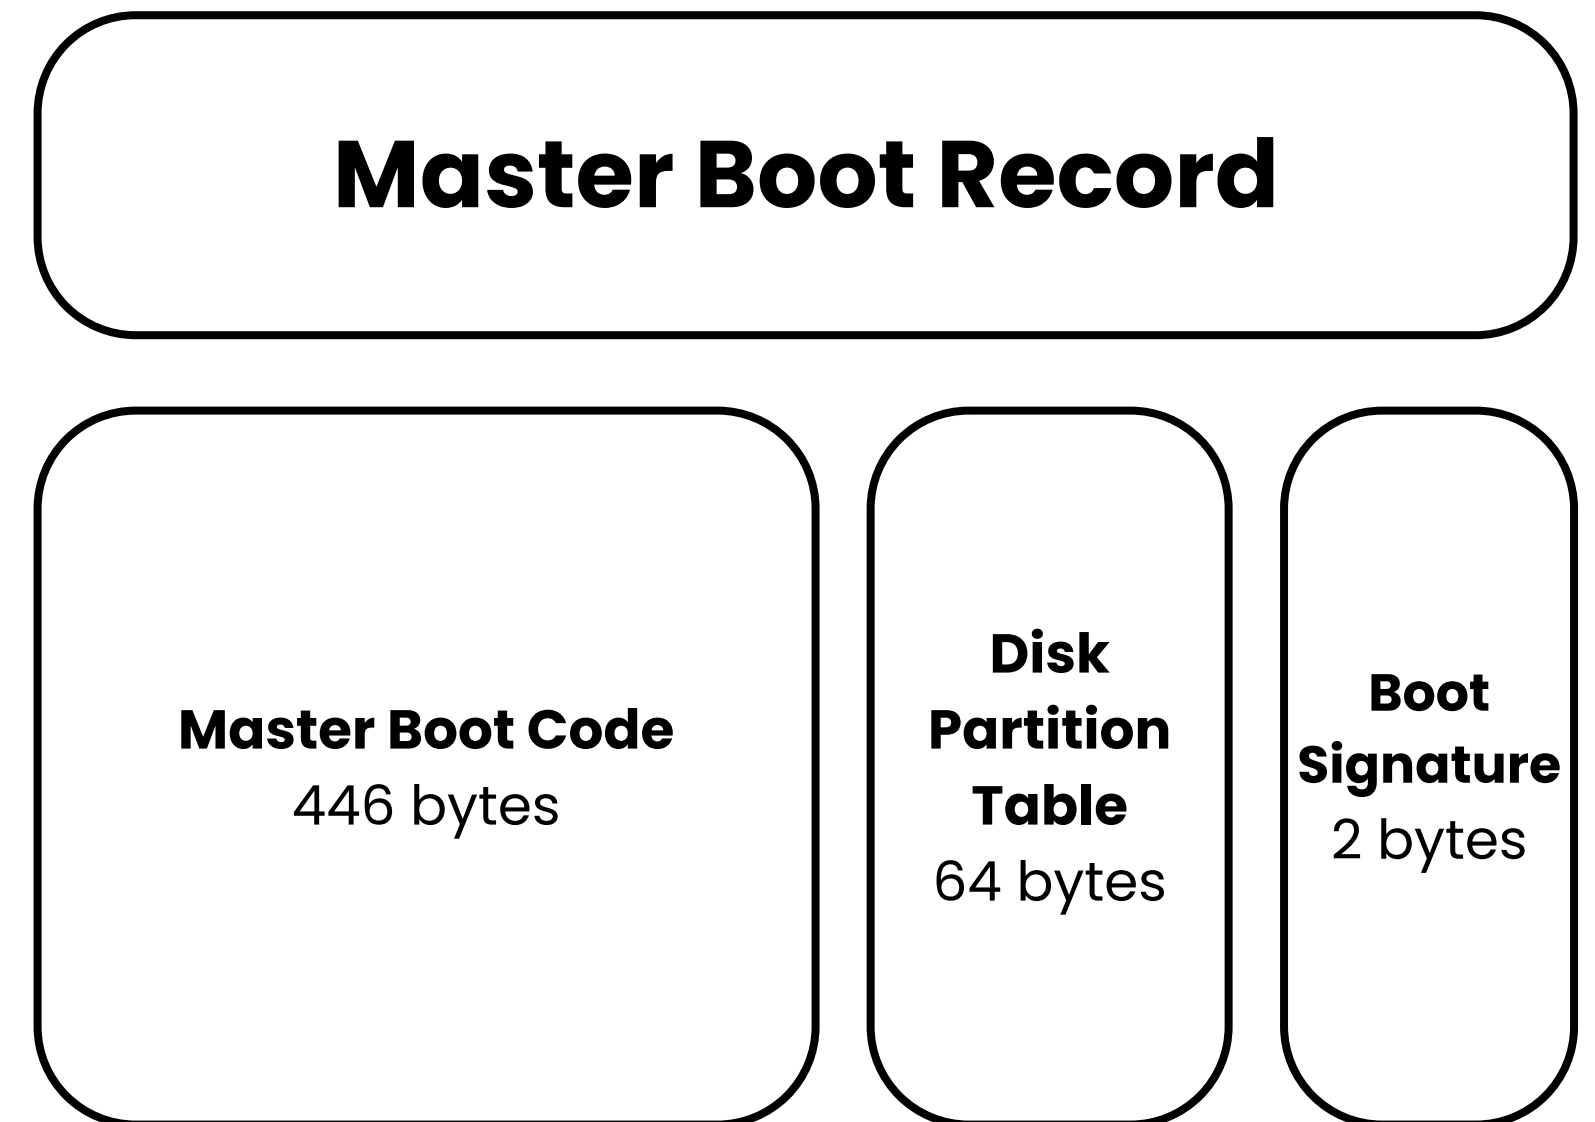 Master Boot Record
Master Boot Code
446 bytes
Disk
Partition
Table
64 bytes
Boot
Signature
2 bytes